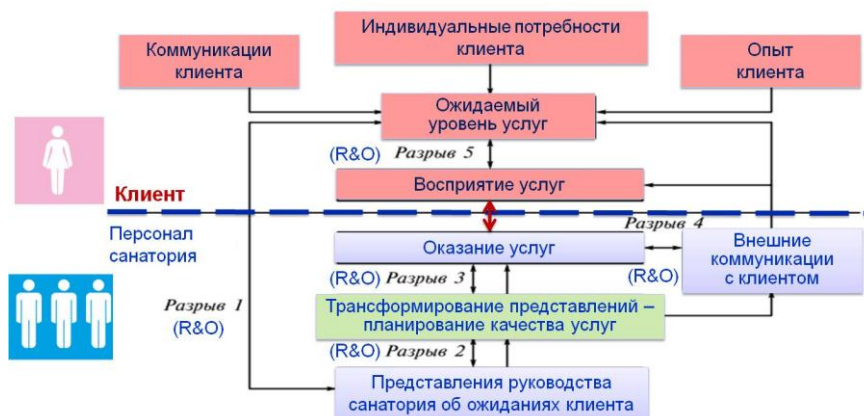 Коммуникации
клиента
Индивидуальные потребности
клиента
Опыт
клиента
Ожидаемый
уровень услуг
(R&O) Разрыв 5
Восприятие услуг
Клиент
Персонал
санатория
Разрыв 4
Оказание услуг
Внешние
коммуникации
с клиентом
(R&O) Разрыв 3
(R&O)
Разрыв 1
(R&O)
Трансформирование представлений –
планирование качества услуг
(R&O) Разрыв 2
Представления руководства
санатория об ожиданиях клиента